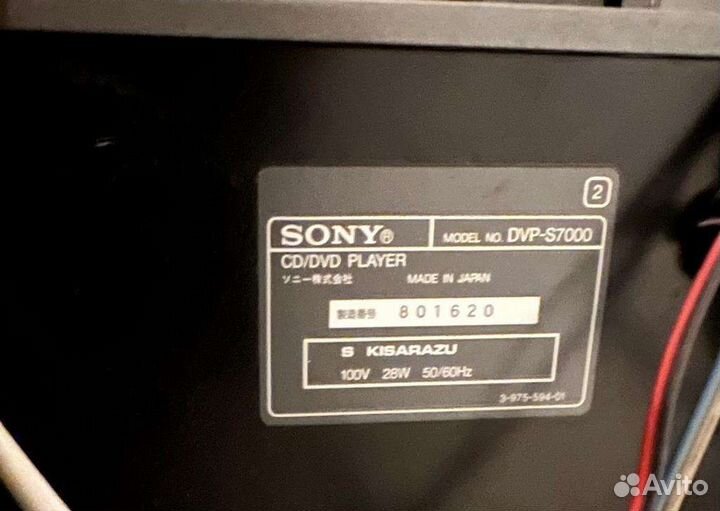 2
SONY® MODEL NO. DVP-S7000
CD/DVD PLAYER
ソニー株式会社 MADE IN JAPAN
製造番号 801620
S KISARAZU
100V 28W 50/60Hz
3-975-594-01
Avito